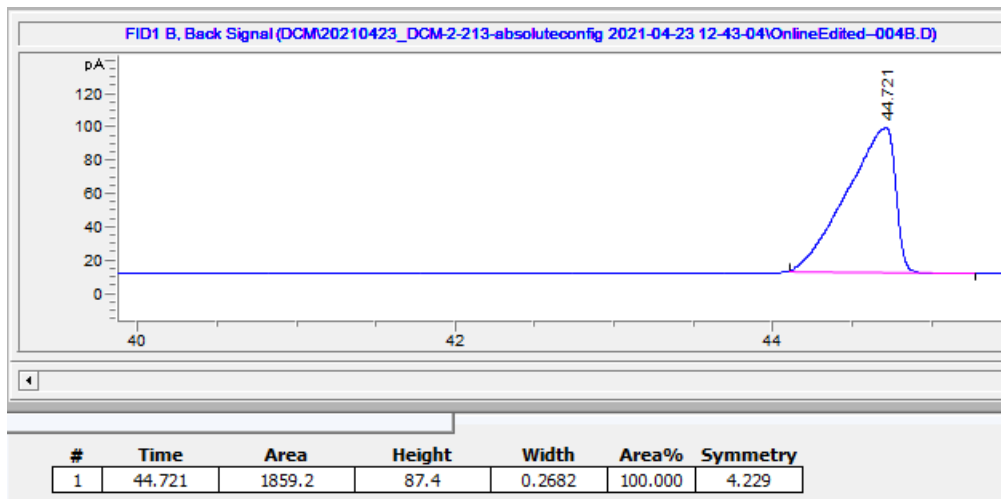 FID1 B, Back Signal (DCM\20210423_DCM-2-213-absoluteconfig 2021-04-23 12-43-04\OnlineEdited--004B.D)
pA
120
100
80
60
40
20
0
44.721
40 42 44
# Time Area Height Width Area% Symmetry
1 44.721 1859.2 87.4 0.2682 100.000 4.229